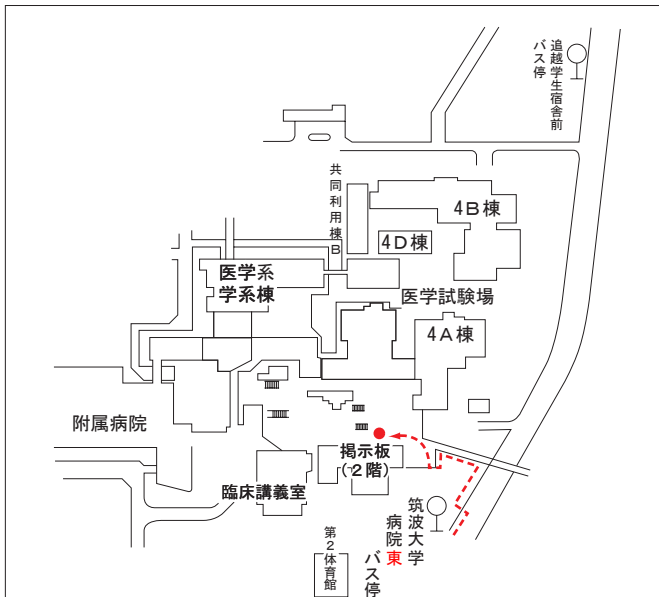 追越学生宿舎前
バス停
共同利用棟B
4B棟
4D棟
医学系
学系棟
医学試験場
4A棟
附属病院
掲示板
(2階)
臨床講義室
筑波大学
病院東
バス停
第2体育館